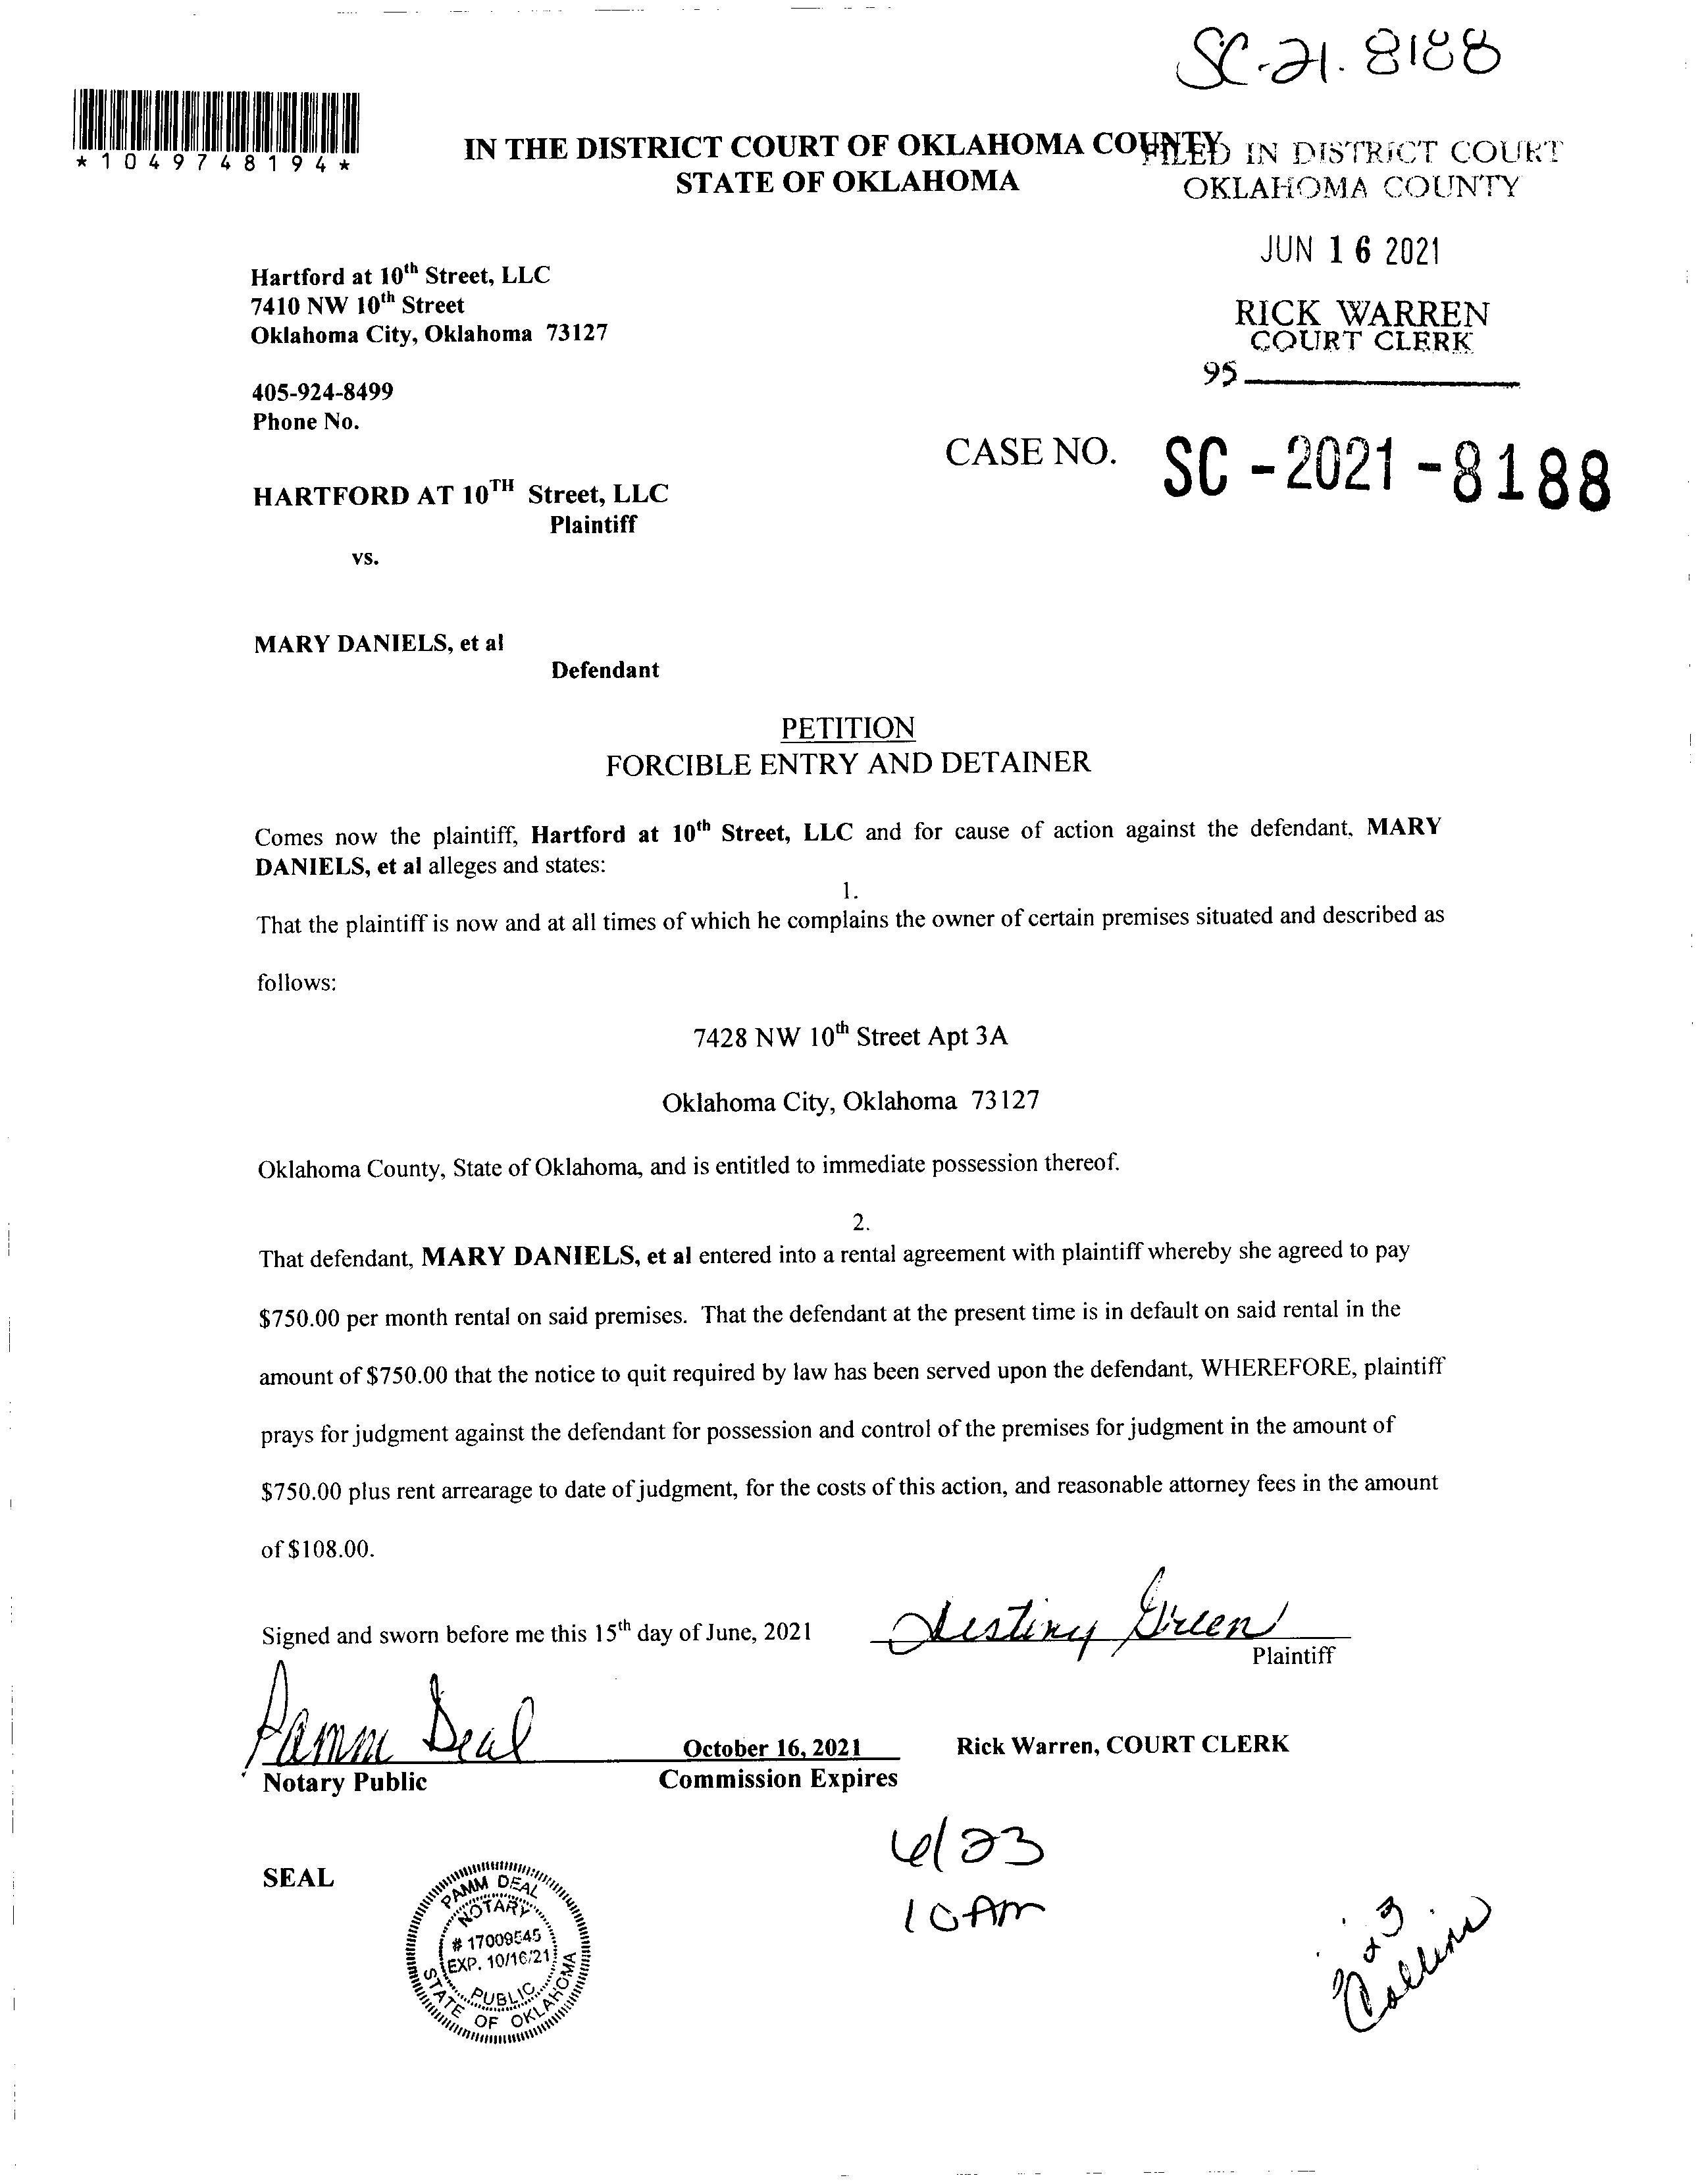 SC-21.8188
*1049748194*
IN THE DISTRICT COURT OF OKLAHOMA COUNTY
STATE OF OKLAHOMA
FILED IN DISTRICT COURT
OKLAHOMA COUNTY
JUN 16 2021
RICK WARREN
COURT CLERK
95
Hartford at 10th Street, LLC
7410 NW 10th Street
Oklahoma City, Oklahoma 73127
405-924-8499
Phone No.
CASE NO. SC-2021-8188
HARTFORD AT 10TH Street, LLC
Plaintiff
vs.
MARY DANIELS, et al
Defendant
PETITION
FORCIBLE ENTRY AND DETAINER
Comes now the plaintiff, Hartford at 10th Street, LLC and for cause of action against the defendant, MARY
DANIELS, et al alleges and states:
1.
That the plaintiff is now and at all times of which he complains the owner of certain premises situated and described as
follows:
7428 NW 10th Street Apt 3A
Oklahoma City, Oklahoma 73127
Oklahoma County, State of Oklahoma, and is entitled to immediate possession thereof.
2.
That defendant, MARY DANIELS, et al entered into a rental agreement with plaintiff whereby she agreed to pay
$750.00 per month rental on said premises. That the defendant at the present time is in default on said rental in the
amount of $750.00 that the notice to quit required by law has been served upon the defendant, WHEREFORE, plaintiff
prays for judgment against the defendant for possession and control of the premises for judgment in the amount of
$750.00 plus rent arrearage to date of judgment, for the costs of this action, and reasonable attorney fees in the amount
of $108.00.
Signed and sworn before me this 15th day of June, 2021
Destiny Green
Plaintiff
Pamm Deal
October 16, 2021
Rick Warren, COURT CLERK
Notary Public
Commission Expires
6/23
10 Am
SEAL
PAMM DEAL
NOTARY
# 17009545
EXP. 10/16/21
PUBLIC
STATE OF OKLAHOMA
Collins